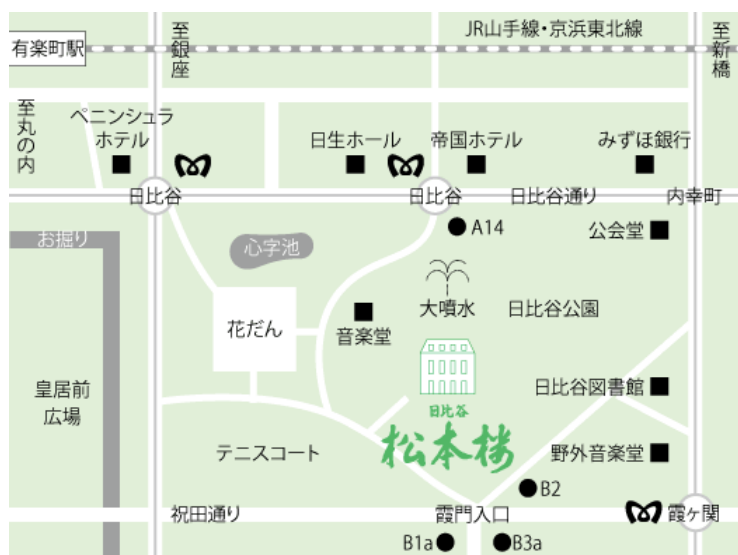 JR山手線・京浜東北線
有楽町駅
至銀座
至新橋
至丸の内
ペニンシュラ
ホテル
日生ホール
帝国ホテル
みずほ銀行
日比谷
日比谷
日比谷通り
内幸町
A14
公会堂
お掘り
心字池
大噴水
日比谷公園
花だん
音楽堂
皇居前
広場
日比谷図書館
日比谷
松本楼
テニスコート
野外音楽堂
B2
祝田通り
霞門入口
霞ヶ関
B1a
B3a